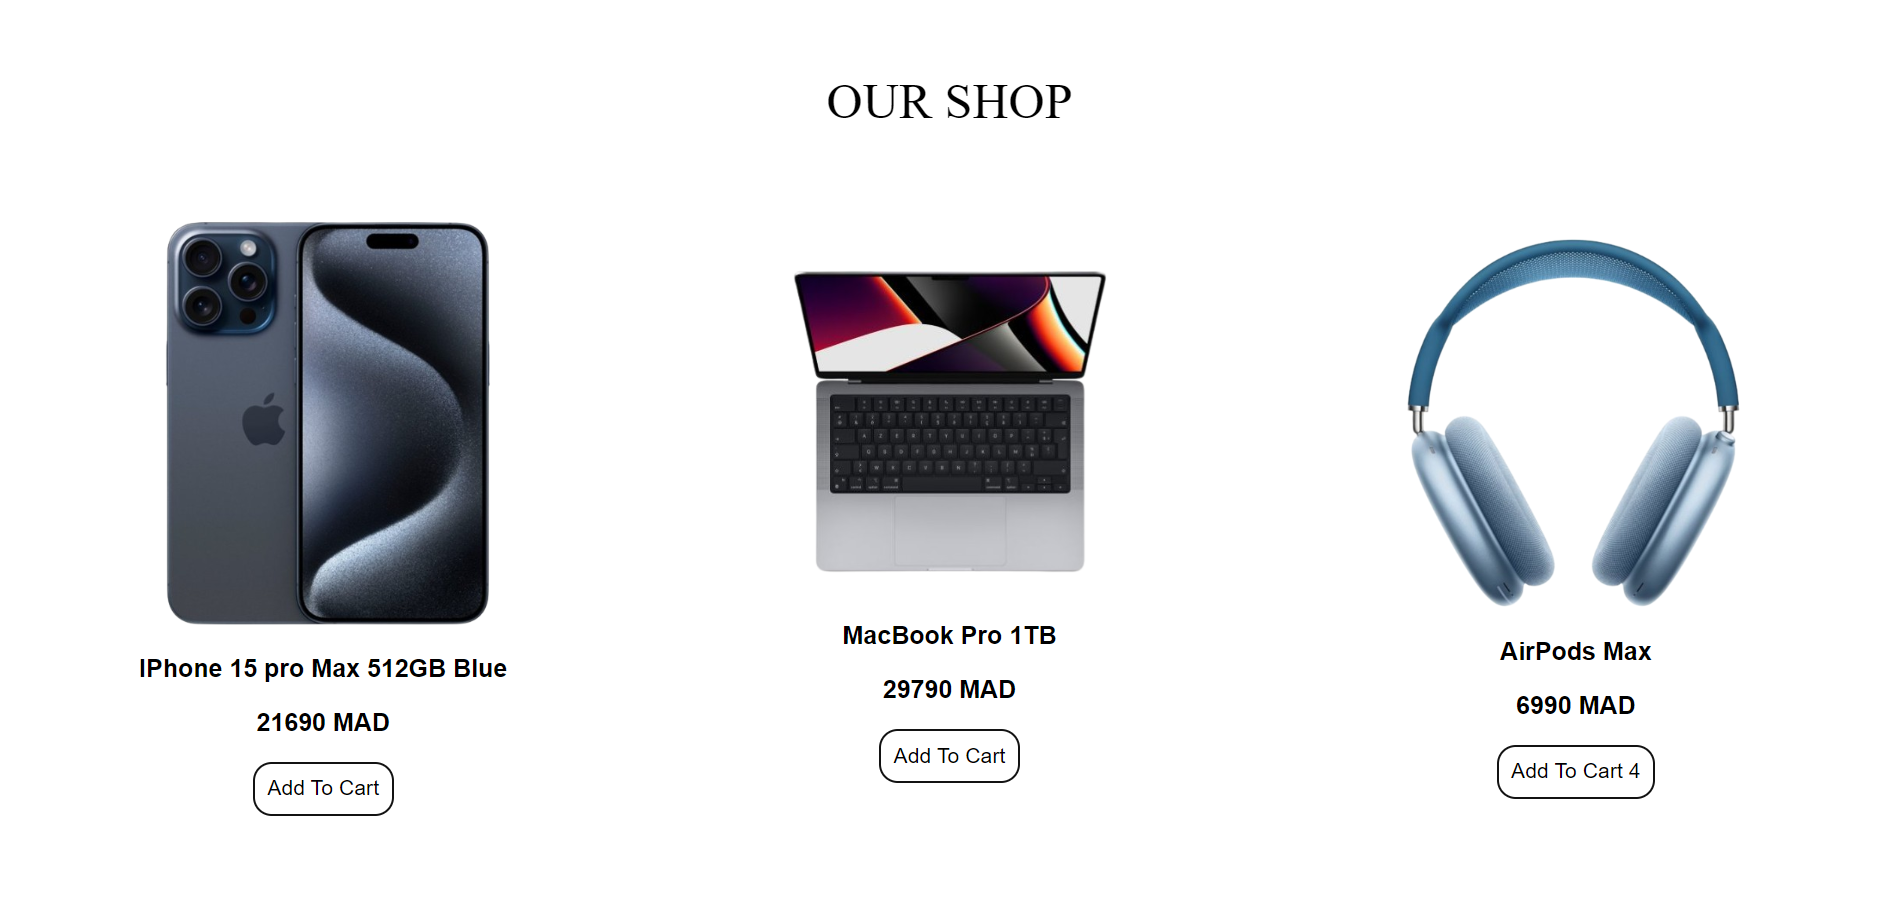 OUR SHOP
IPhone 15 pro Max 512GB Blue
21690 MAD
Add To Cart
MacBook Pro 1TB
29790 MAD
Add To Cart
AirPods Max
6990 MAD
Add To Cart 4